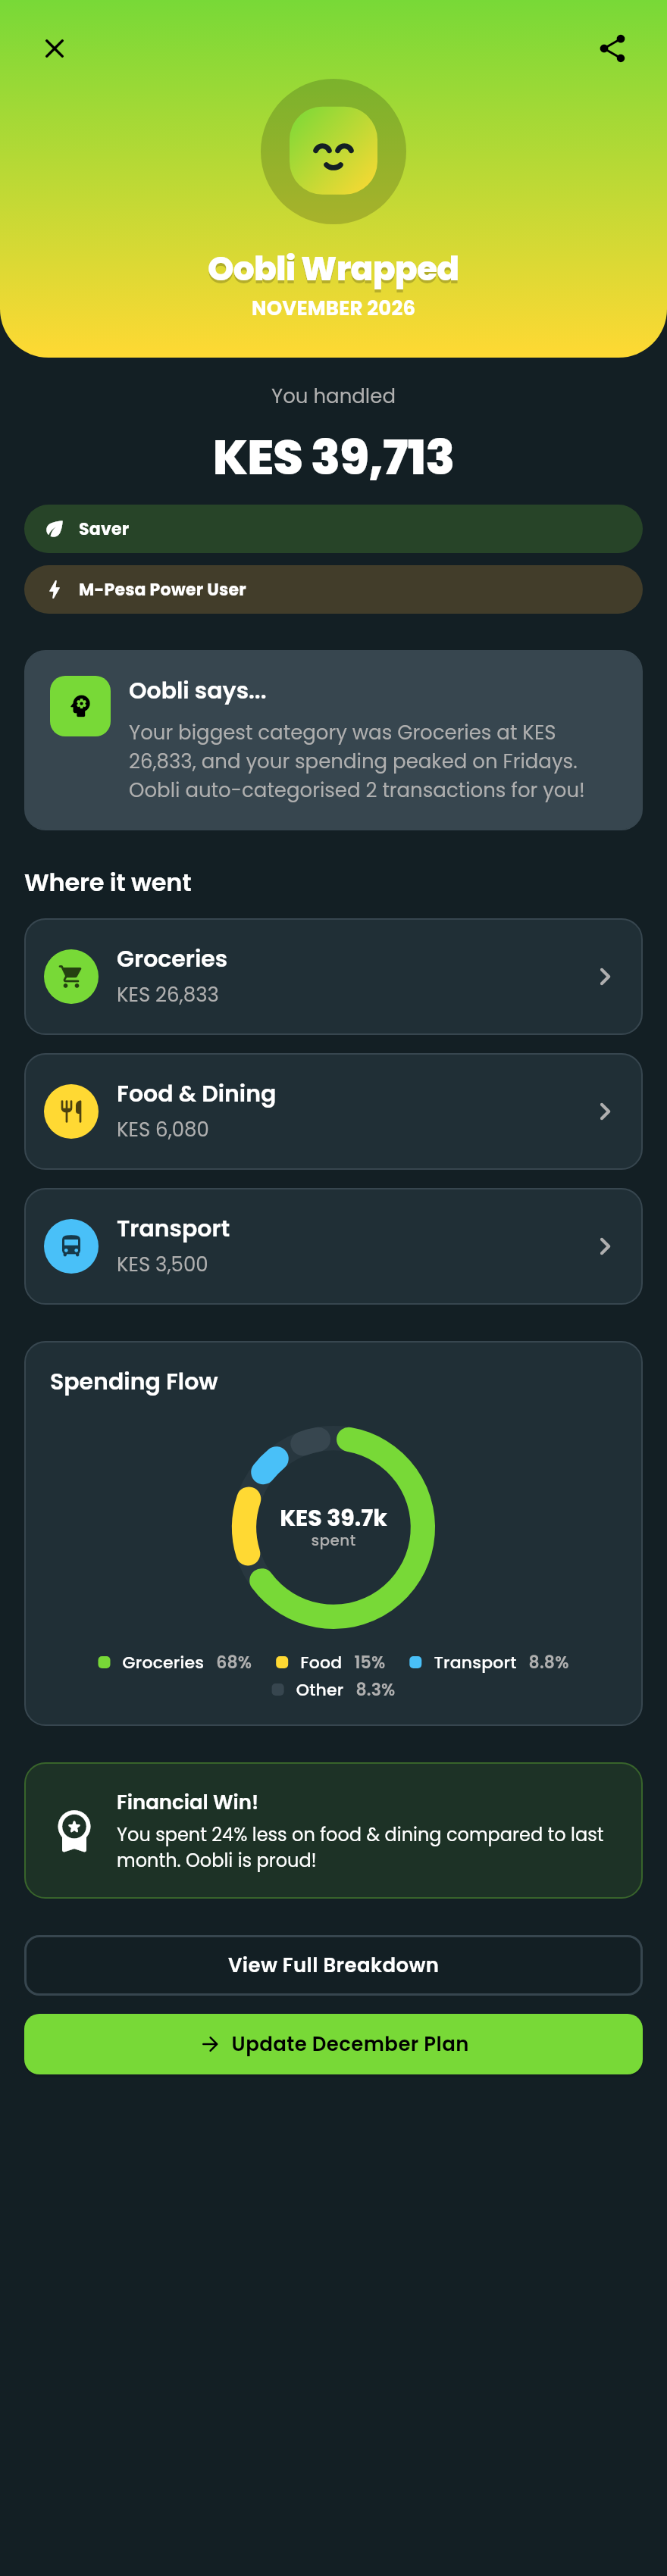 Oobli Wrapped
NOVEMBER 2026
You handled
KES 39,713
Saver
M-Pesa Power User
Oobli says...
Your biggest category was Groceries at KES
26,833, and your spending peaked on Fridays.
Oobli auto-categorised 2 transactions for you!
Where it went
Groceries
KES 26,833
Food & Dining
KES 6,080
Transport
KES 3,500
Spending Flow
KES 39.7k
spent
Groceries 68% Food 15% Transport 8.8%
Other 8.3%
Financial Win!
You spent 24% less on food & dining compared to last
month. Oobli is proud!
View Full Breakdown
Update December Plan